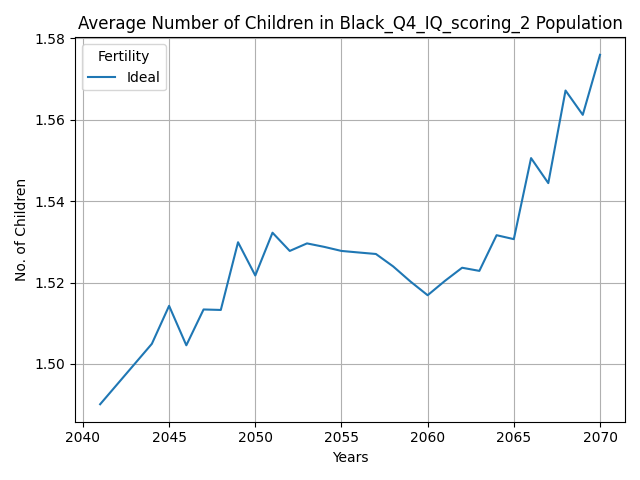 Average Number of Children in Black_Q4_IQ_scoring_2 Population
Fertility
Ideal
No. of Children
1.58
1.56
1.54
1.52
1.50
2040 2045 2050 2055 2060 2065 2070
Years